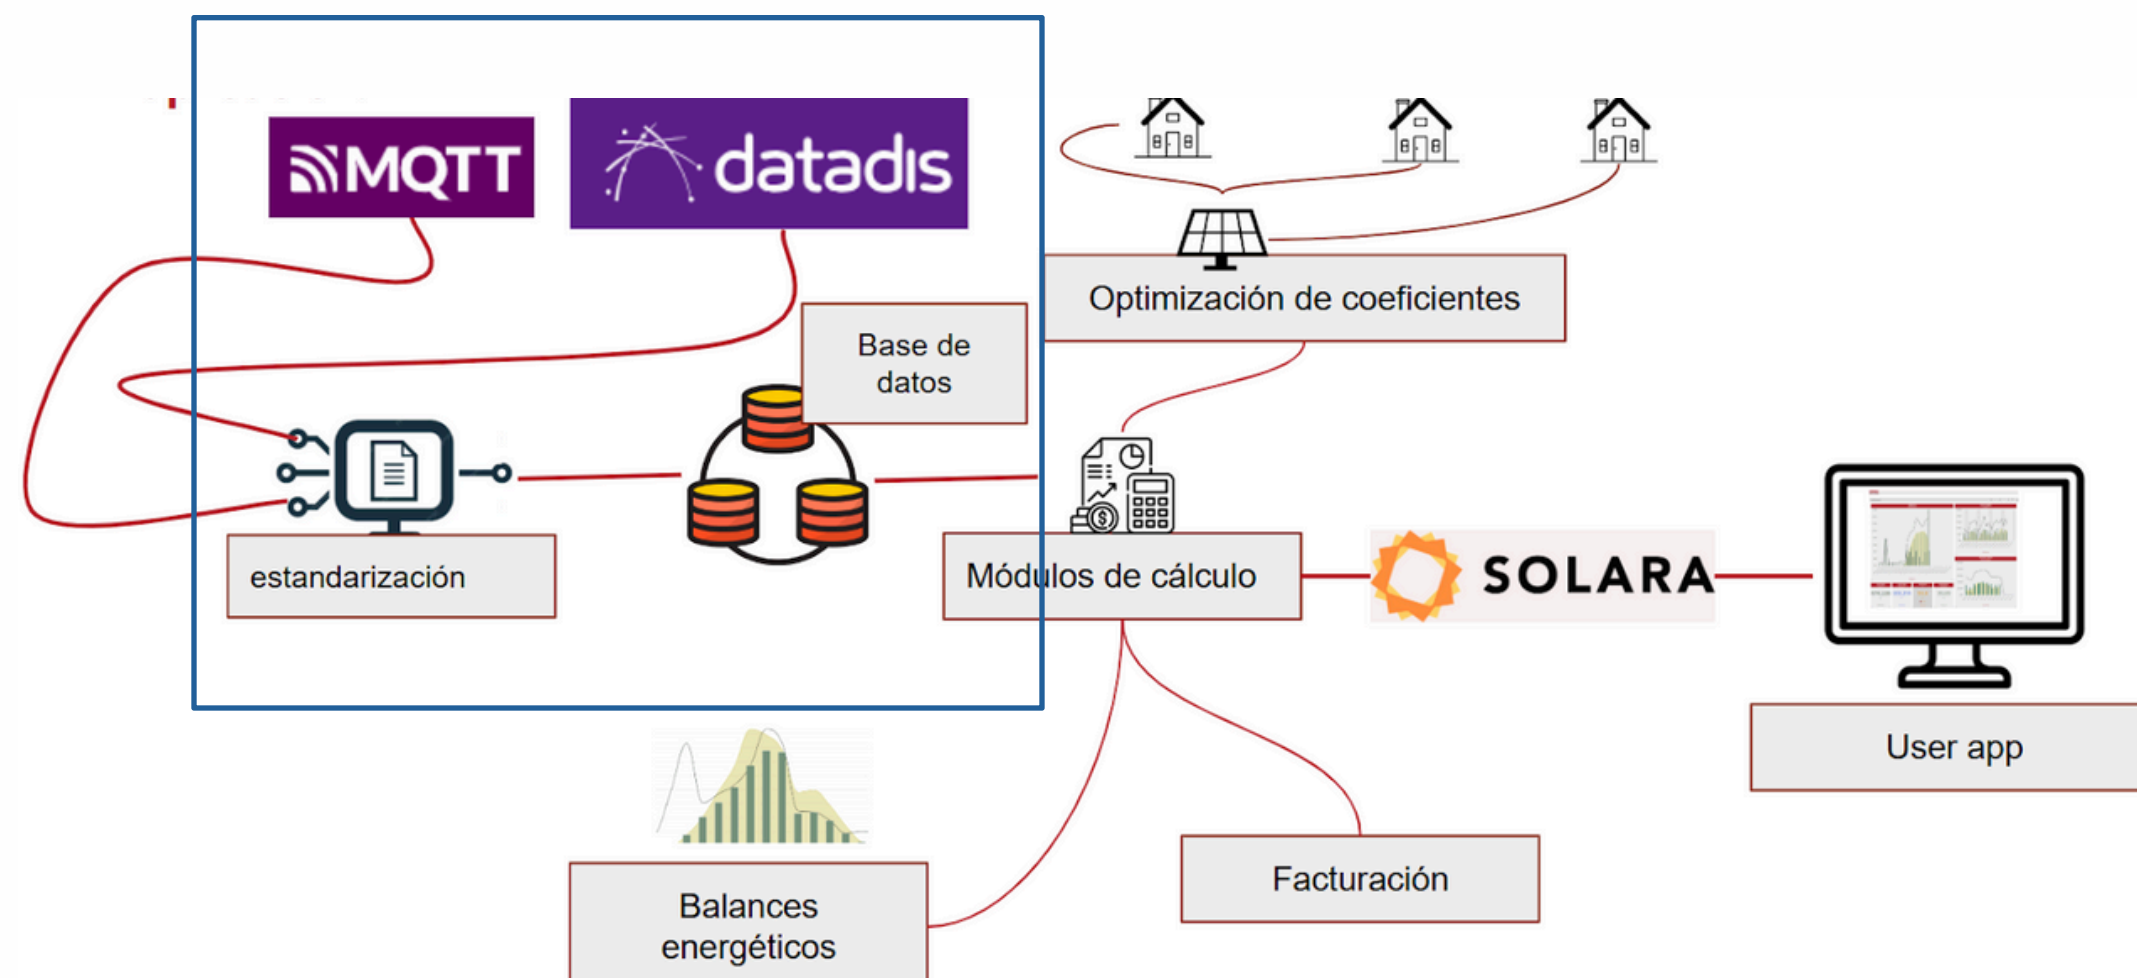 MQTT
datadis
Optimización de coeficientes
Base de
datos
estandarización
Módulos de cálculo
SOLARA
User app
Balances
energéticos
Facturación